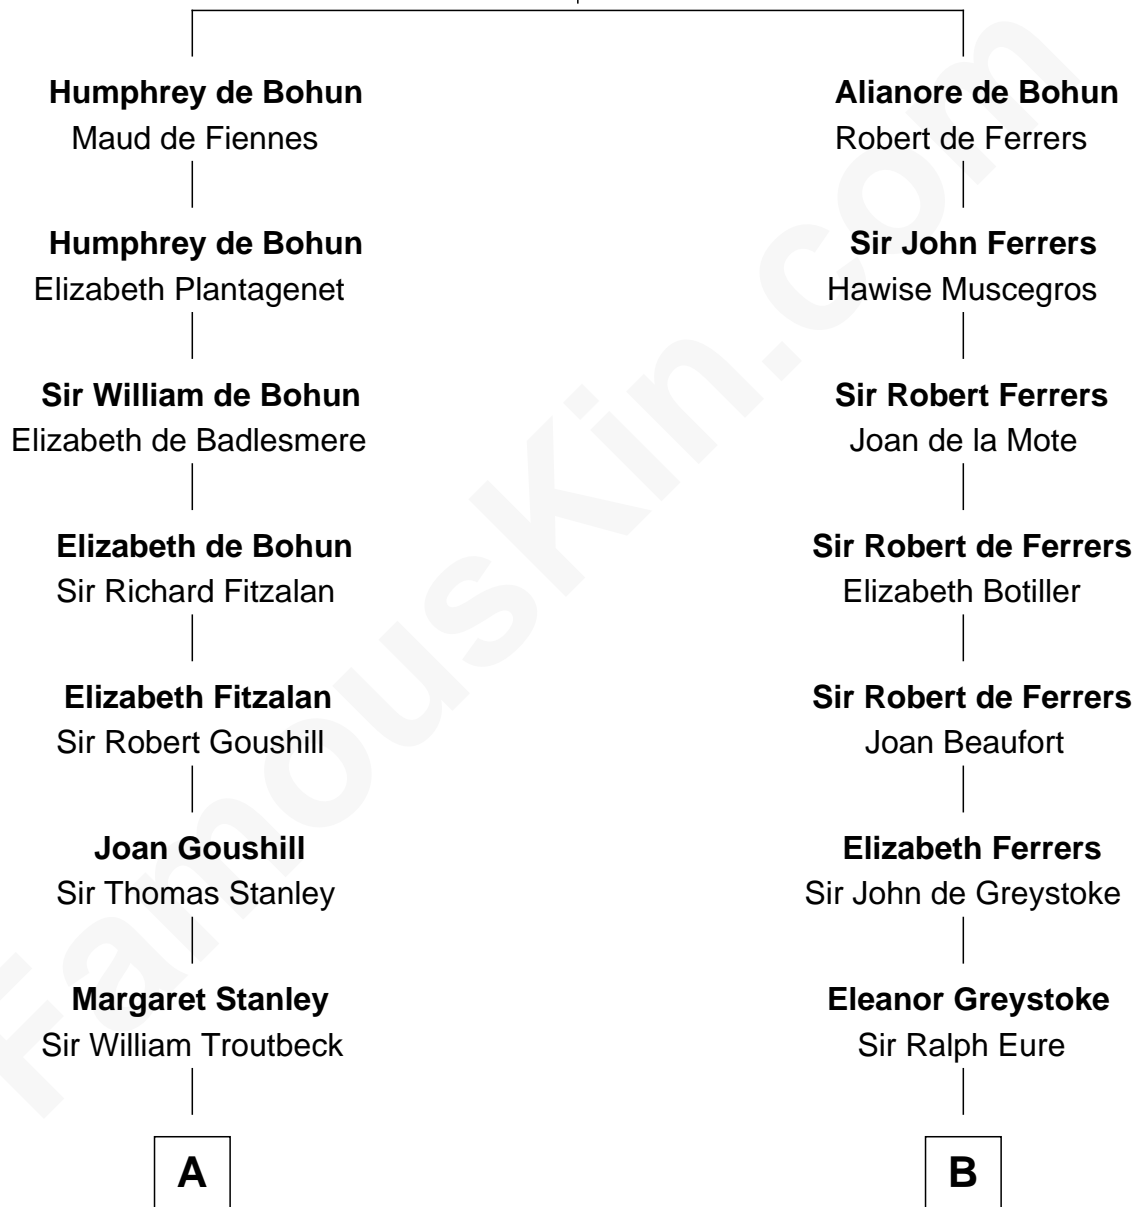 Humphrey de Bohun
Maud de Fiennes
Humphrey de Bohun
Elizabeth Plantagenet
Sir William de Bohun
Elizabeth de Badlesmere
Elizabeth de Bohun
Sir Richard Fitzalan
Elizabeth Fitzalan
Sir Robert Goushill
Joan Goushill
Sir Thomas Stanley
Margaret Stanley
Sir William Troutbeck
A
Alianore de Bohun
Robert de Ferrers
Sir John Ferrers
Hawise Muscegros
Sir Robert Ferrers
Joan de la Mote
Sir Robert de Ferrers
Elizabeth Botiller
Sir Robert de Ferrers
Joan Beaufort
Elizabeth Ferrers
Sir John de Greystoke
Eleanor Greystoke
Sir Ralph Eure
B
FamousKin.com